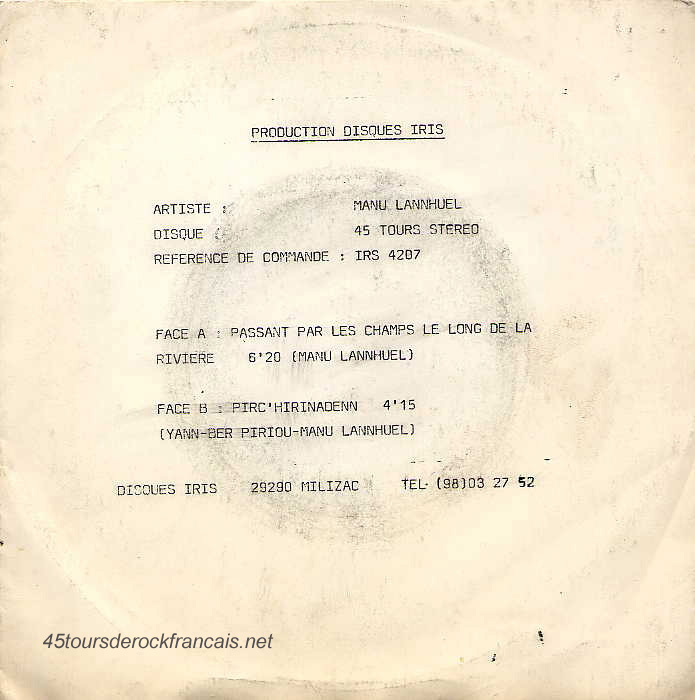 PRODUCTION DISQUES IRIS
ARTISTE : MANU LANNHUEL
DISQUE : 45 TOURS STEREO
REFERENCE DE COMMANDE : IRS 4207
FACE A : PASSANT PAR LES CHAMPS LE LONG DE LA
RIVIERE 6'20 (MANU LANNHUEL)
FACE B : PIRC'HIRINADENN 4'15
(YANN-BER PIRIOU-MANU LANNHUEL)
DISQUES IRIS 29290 MILIZAC TEL (98)03 27 52
45toursderockfrancais.net